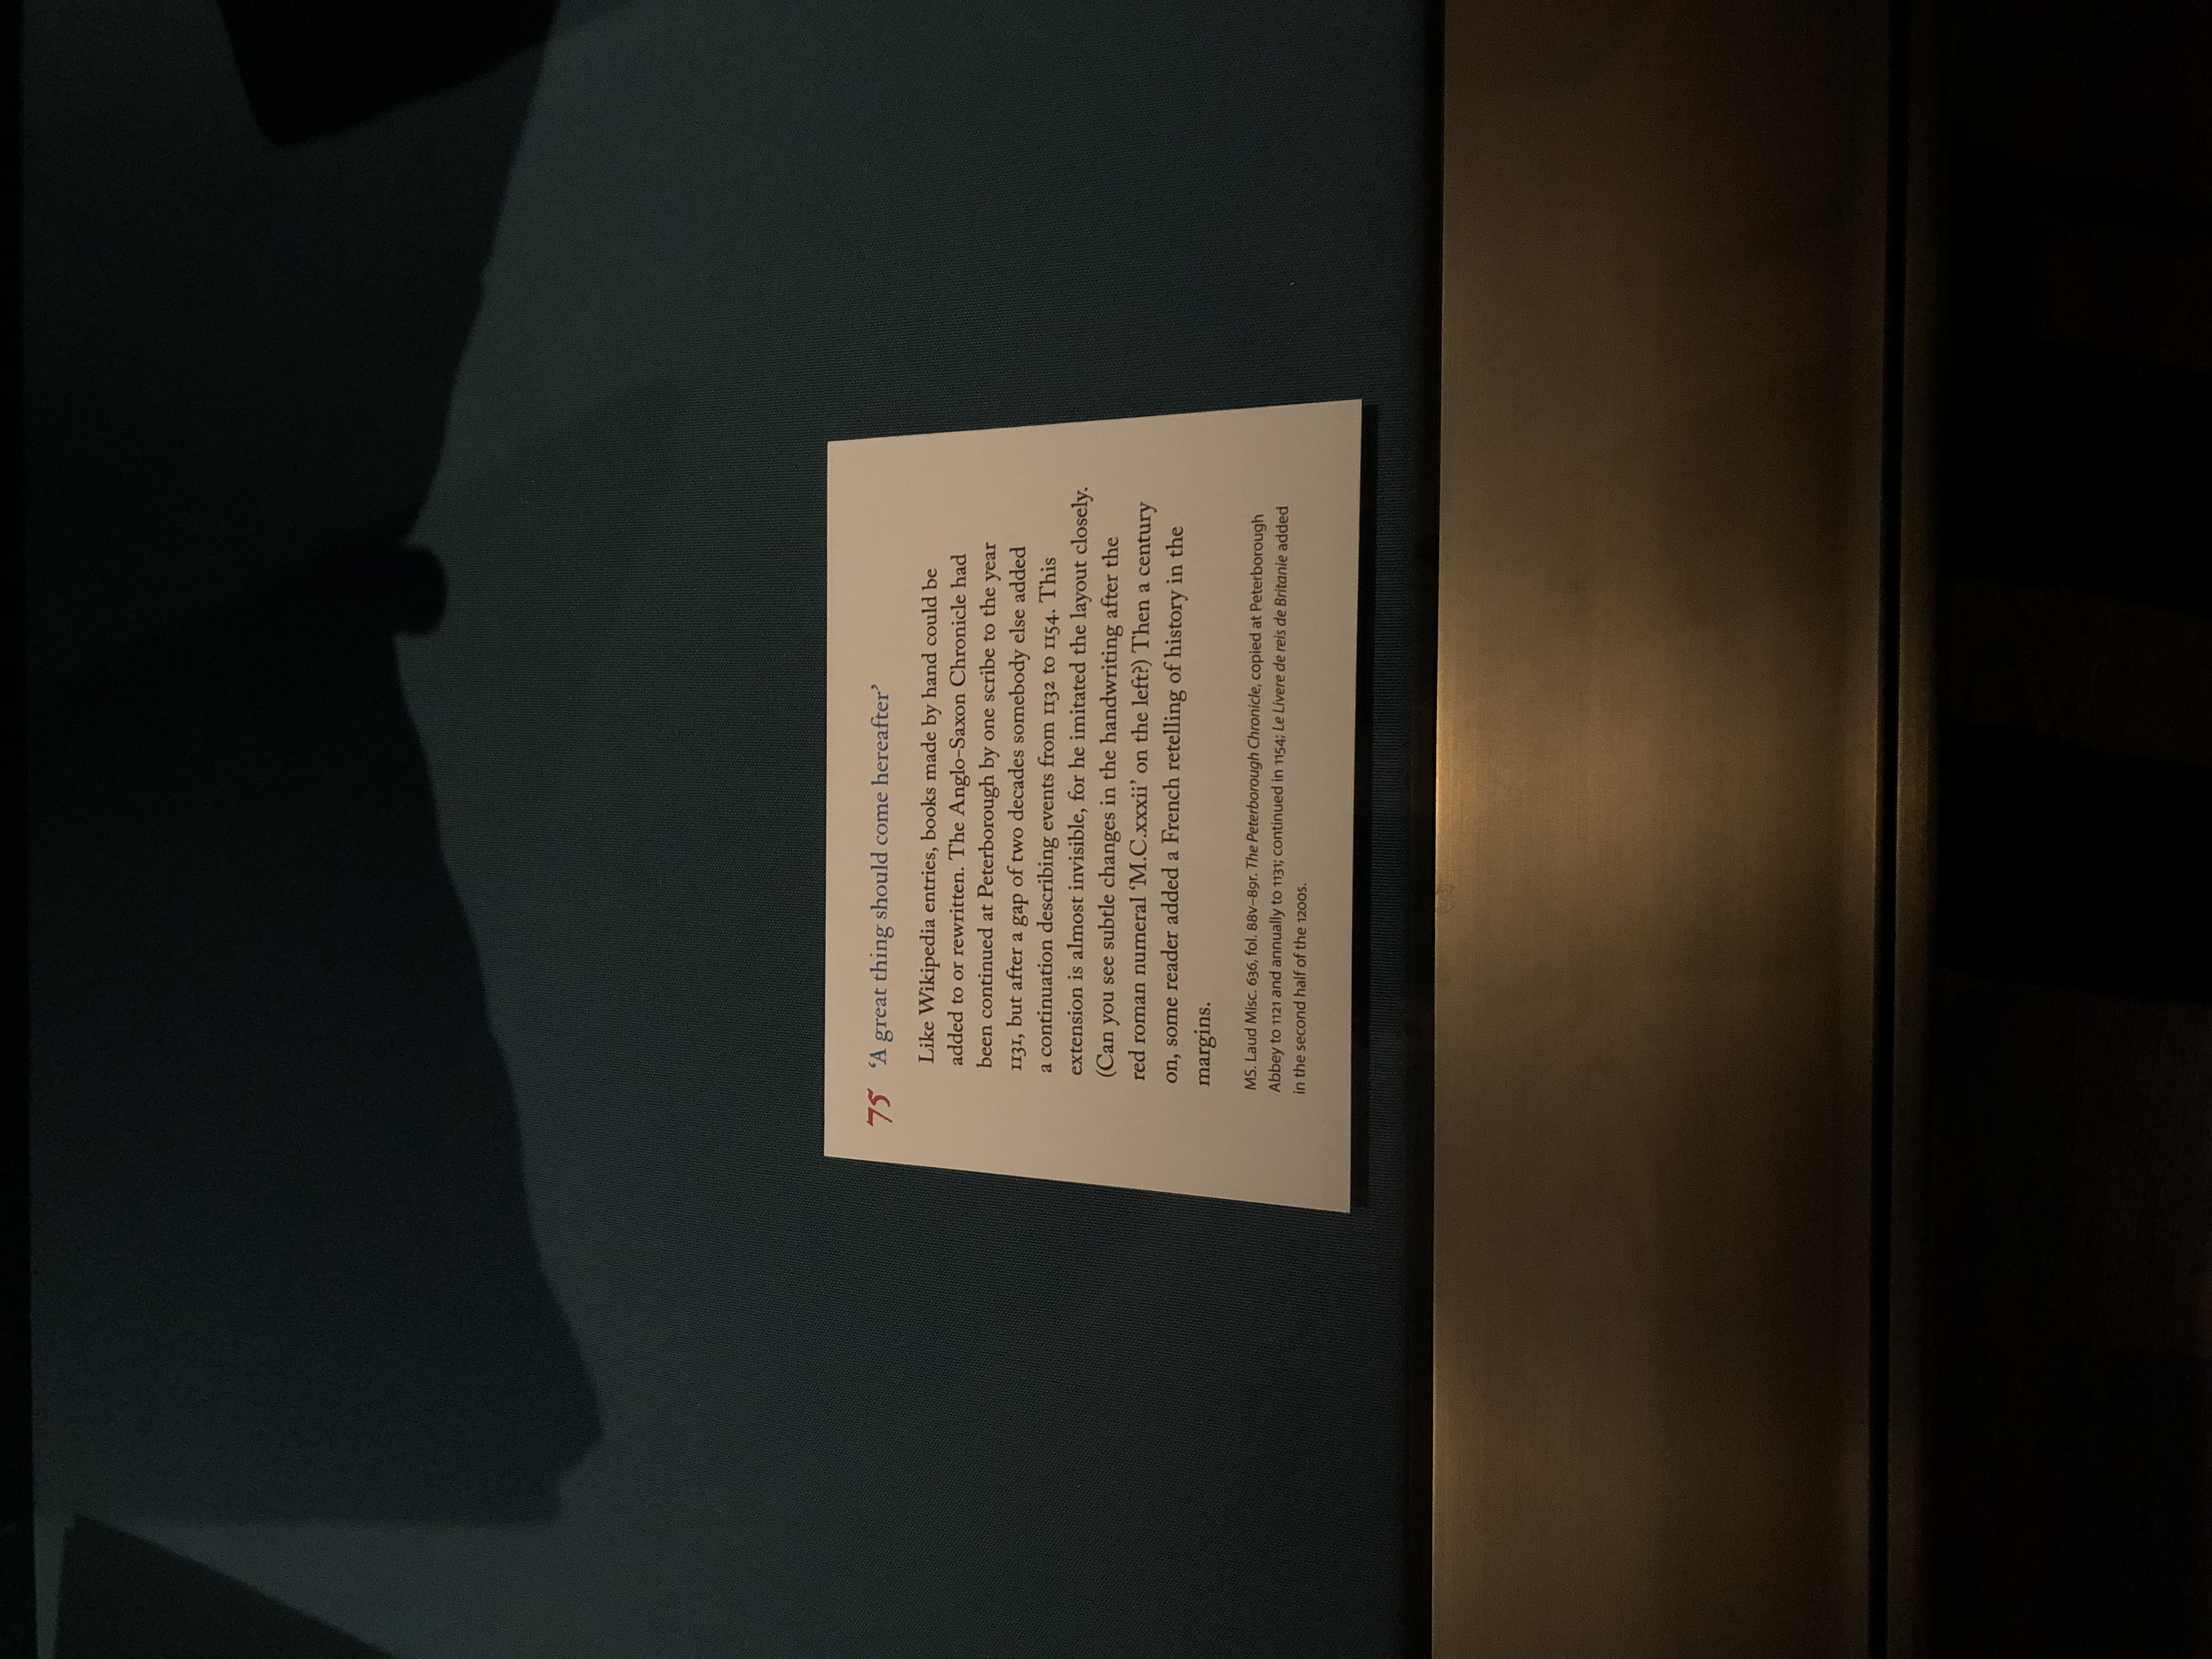 75 ‘A great thing should come hereafter’
Like Wikipedia entries, books made by hand could be
added to or rewritten. The Anglo-Saxon Chronicle had
been continued at Peterborough by one scribe to the year
1131, but after a gap of two decades somebody else added
a continuation describing events from 1132 to 1154. This
extension is almost invisible, for he imitated the layout closely.
(Can you see subtle changes in the handwriting after the
red roman numeral ‘M.C.xxxii’ on the left?) Then a century
on, some reader added a French retelling of history in the
margins.
MS. Laud Misc. 636, fol. 88v–89r. The Peterborough Chronicle, copied at Peterborough
Abbey to 1121 and annually to 1131; continued in 1154; Le Livere de reis de Britanie added
in the second half of the 1200s.